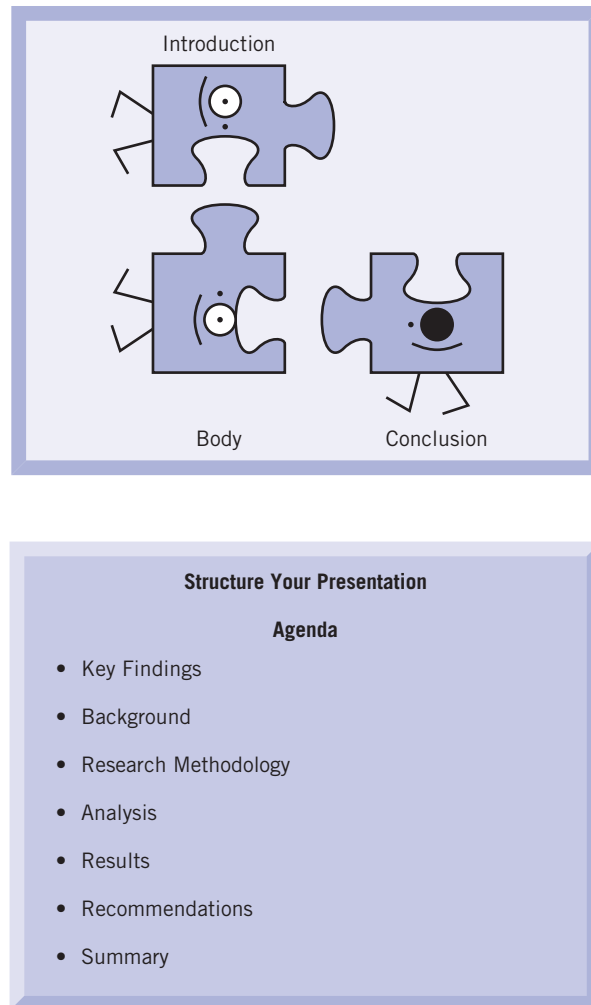 Introduction
Body
Conclusion
Structure Your Presentation
Agenda
• Key Findings
• Background
• Research Methodology
• Analysis
• Results
• Recommendations
• Summary